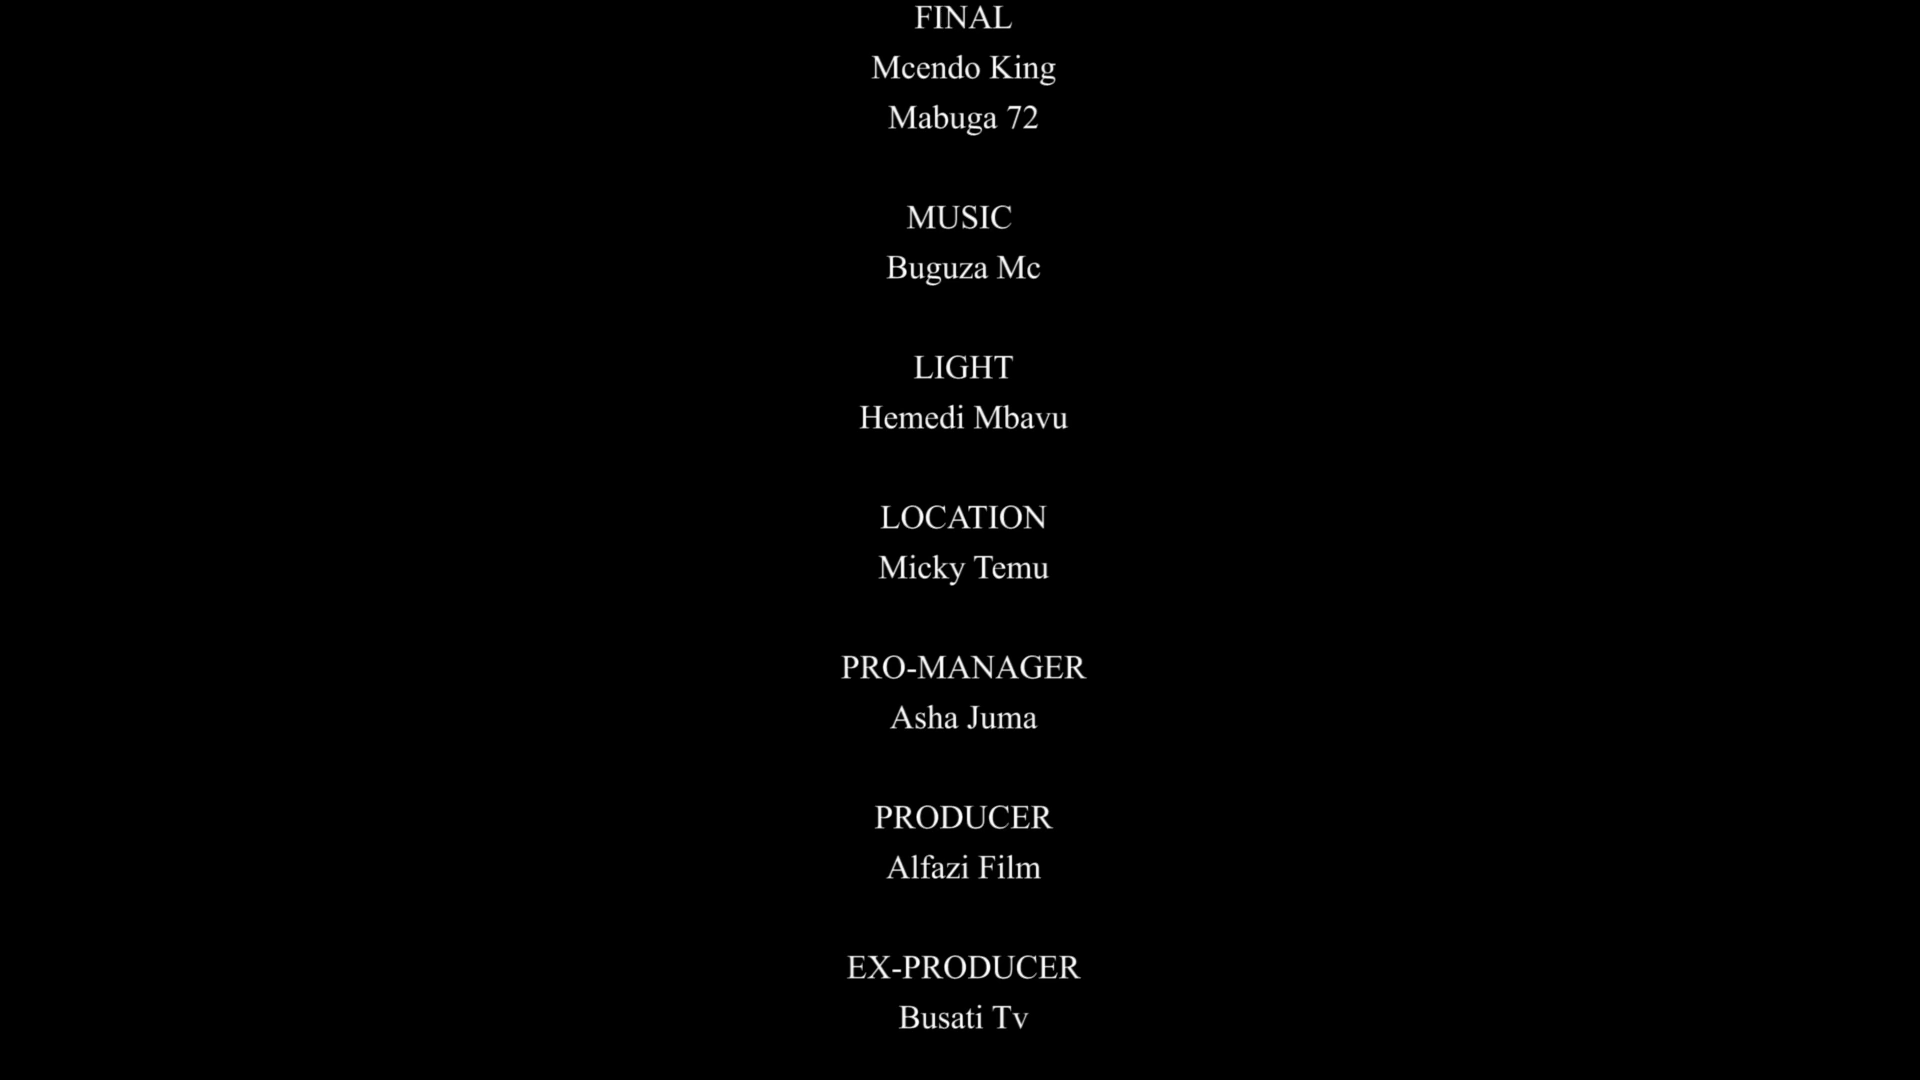 FINAL
Mcendo King
Mabuga 72
MUSIC
Buguza Mc
LIGHT
Hemedi Mbavu
LOCATION
Micky Temu
PRO-MANAGER
Asha Juma
PRODUCER
Alfazi Film
EX-PRODUCER
Busati Tv